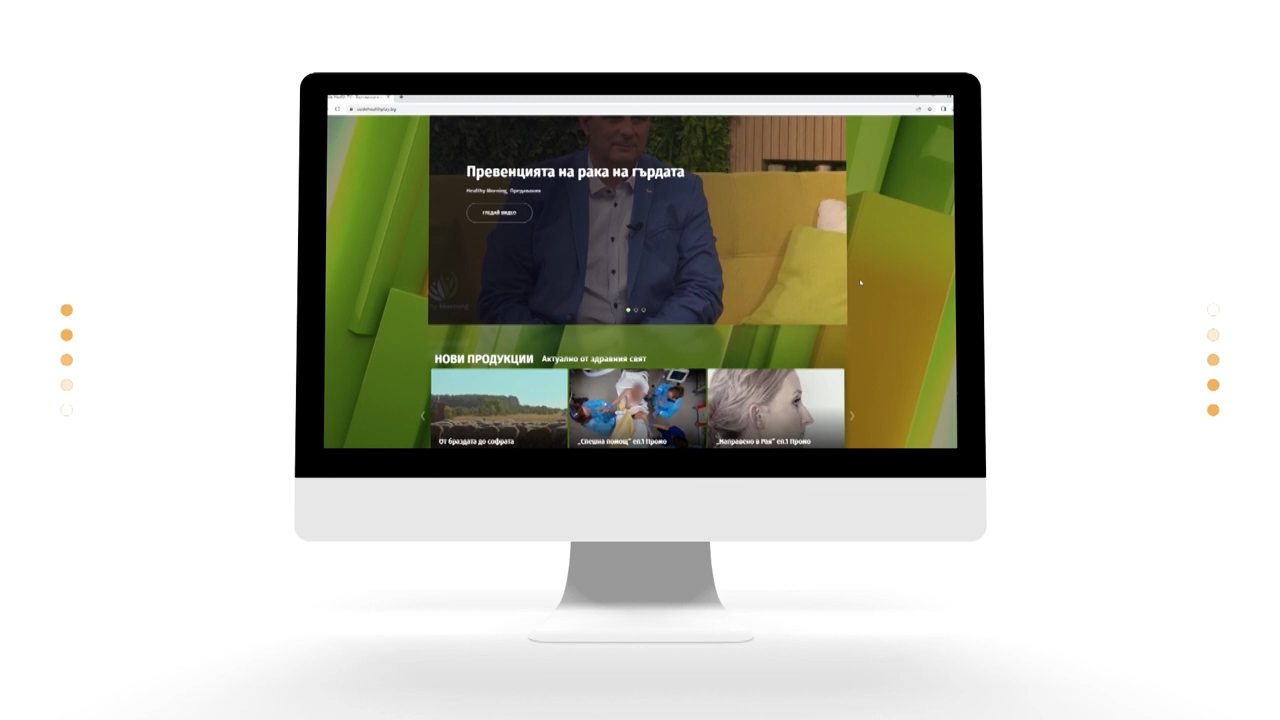 Превенцията на рака на гърдата
Healthy Morning, Предавания
ГЛЕДАЙ ВИДЕО
НОВИ ПРОДУКЦИИ Актуално от здравния свят
От браздата до софрата
„Спешна помощ" еп.1 Промо
„Направено в Рая" еп.1 Промо